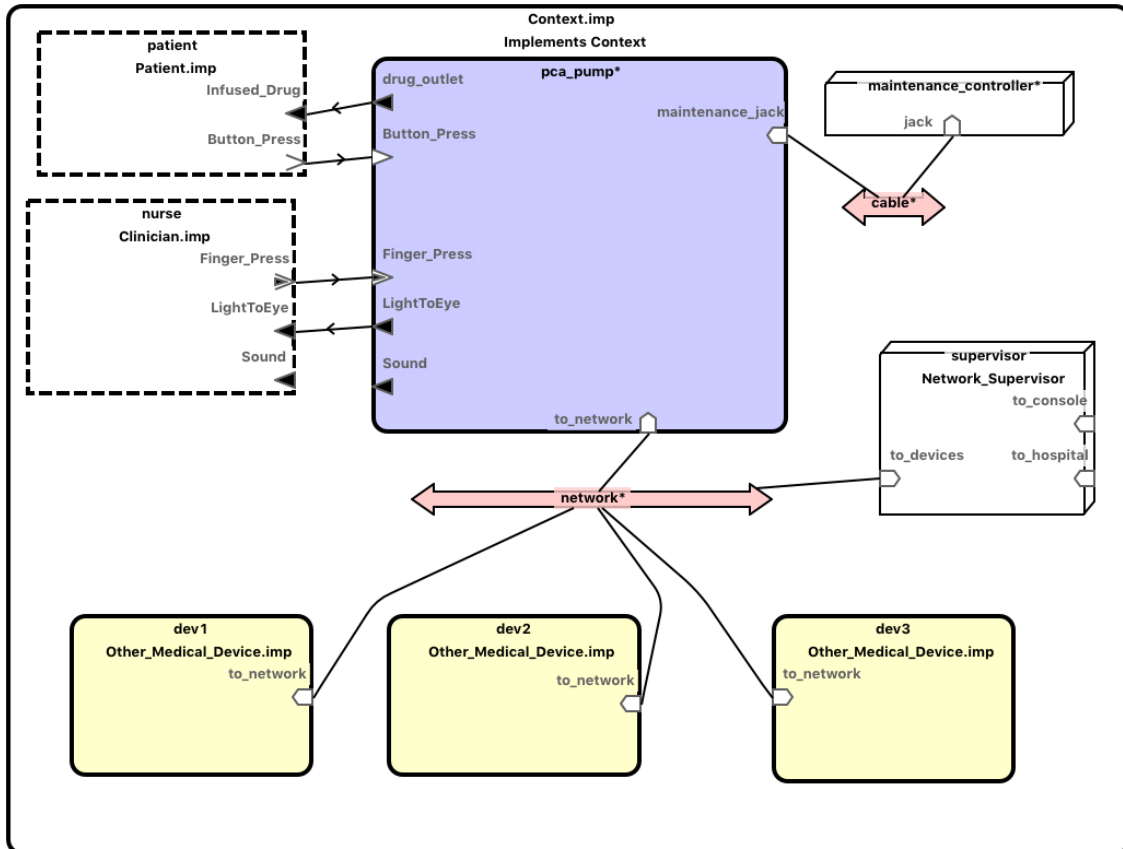 Context.imp
Implements Context
patient
Patient.imp
Infused_Drug
Button_Press
nurse
Clinician.imp
Finger_Press
LightToEye
Sound
pca_pump*
drug_outlet
Button_Press
Finger_Press
LightToEye
Sound
maintenance_jack
to_network
maintenance_controller*
jack
cable*
supervisor
Network_Supervisor
to_console
to_devices
to_hospital
network*
dev1
Other_Medical_Device.imp
to_network
dev2
Other_Medical_Device.imp
to_network
dev3
Other_Medical_Device.imp
to_network